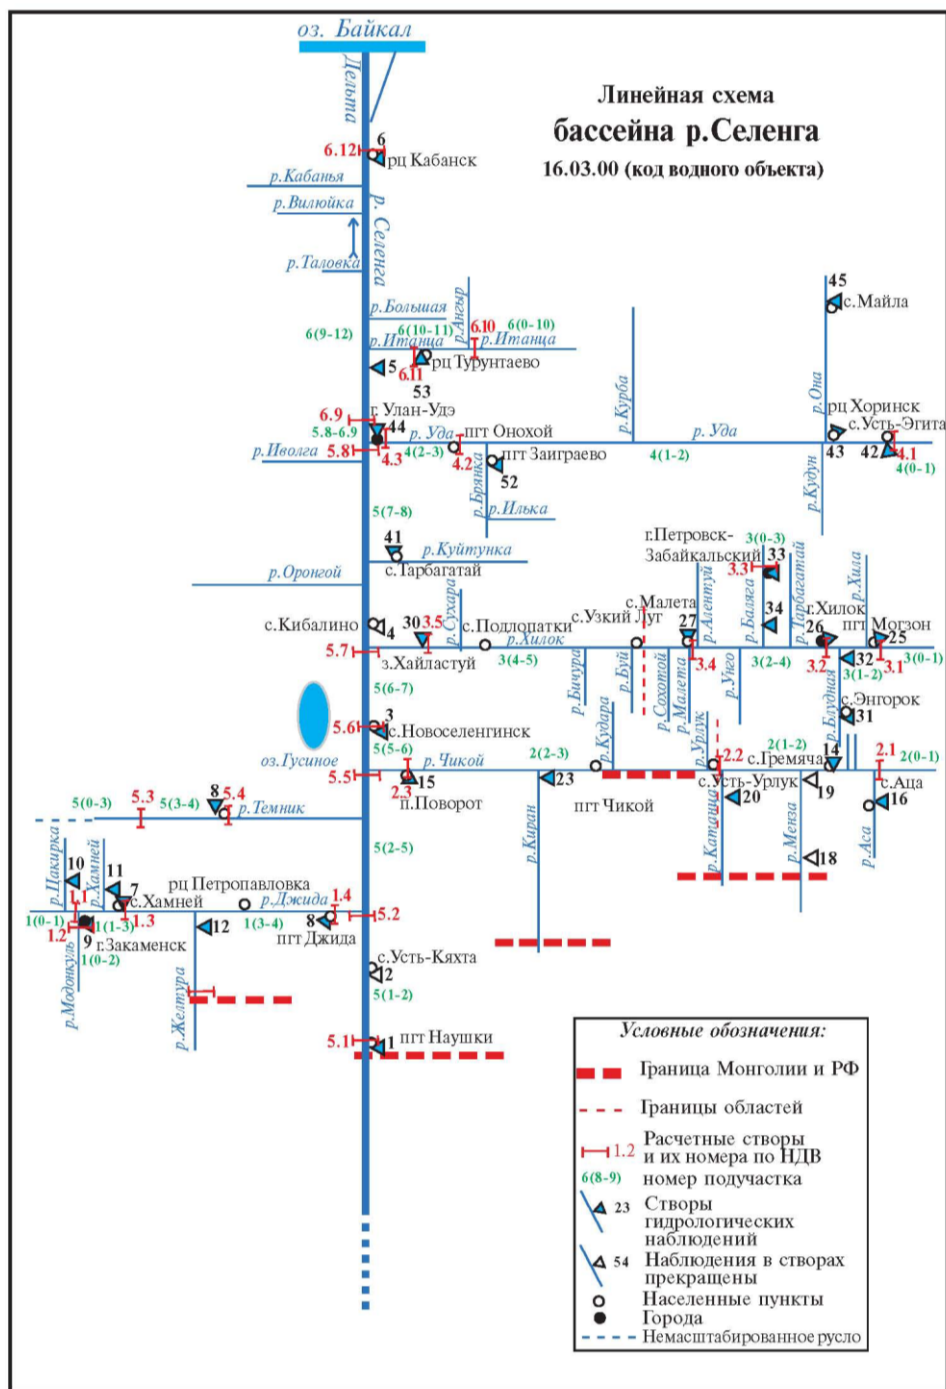 оз. Байкал
Дельта
Линейная схема
бассейна р.Селенга
16.03.00 (код водного объекта)
6
6.12
рц Кабанск
р.Кабанья
р.Вилюйка
р. Селенга
р.Таловка
45
с.Майла
р.Большая
р.Ангыр
6(9-12)
6(10-11)
6.10
6(0-10)
р.Итанца
р.Итанца
5
6.11
рц Турунтаево
53
р.Курба
р.Она
рц Хоринск
с.Усть-Эгита
6.9
г. Улан-Удэ
5.8-6.9
44
р. Уда
пгт Онохой
р. Уда
5.8
4.3
4(2-3)
4.2
пгт Заиграево
4(1-2)
43
42
4.1
4(0-1)
р.Иволга
р.Брянка
52
р.Кудун
5(7-8)
р.Илька
41
р.Куйтунка
с.Тарбагатай
р.Оронгой
г.Петровск-
Забайкальский
3(0-3)
33
3.3
р.Сухара
с.Малета
р.Алентуй
р.Баляга
р.Тарбагатай
р.Хила
с.Кибалино
4
30
3.5
с.Подлопатки
с.Узкий Луг
27
34
г.Хилок
26
пгт Могзон
25
р.Хилок
5.7
з.Хайластуй
3(4-5)
3.4
3(2-4)
3.2
32
3.1
3(0-1)
3(1-2)
р.Бичура
р.Буй
р.Сохотой
р.Малета
р.Унго
р.Блудная
5(6-7)
с.Энгорок
31
3
5.6
с.Новоселенгинск
р.Кудара
р.Урлук
оз.Гусиное
5(5-6)
2(2-3)
2.2
с.Гремяча
2(1-2)
14
2.1
2(0-1)
5.5
р.Чикой
2.3
15
п.Поворот
23
пгт Чикой
с.Усть-Урлук
20
19
с.Аца
16
5(0-3)
5.3
5(3-4)
8
5.4
р.Темник
р.Киран
р.Катанца
р.Менза
р.Аса
18
5(2-5)
р.Цакирка
10
р.Хамней
11
7
рц Петропавловка
1.1
с.Хамней
р.Джида
1.4
1(0-1)
1.2
1(1-3)
1.3
12
1(3-4)
8
5.2
9
г.Закаменск
пгт Джида
1(0-2)
р.Модонкуль
р.Желтура
с.Усть-Кяхта
2
5(1-2)
5.1
1
пгт Наушки
Условные обозначения:
Граница Монголии и РФ
Границы областей
1.2
Расчетные створы
и их номера по НДВ
6(8-9)
номер подучастка
23
Створы
гидрологических
наблюдений
54
Наблюдения в створах
прекращены
Населенные пункты
Города
Немасштабированное русло